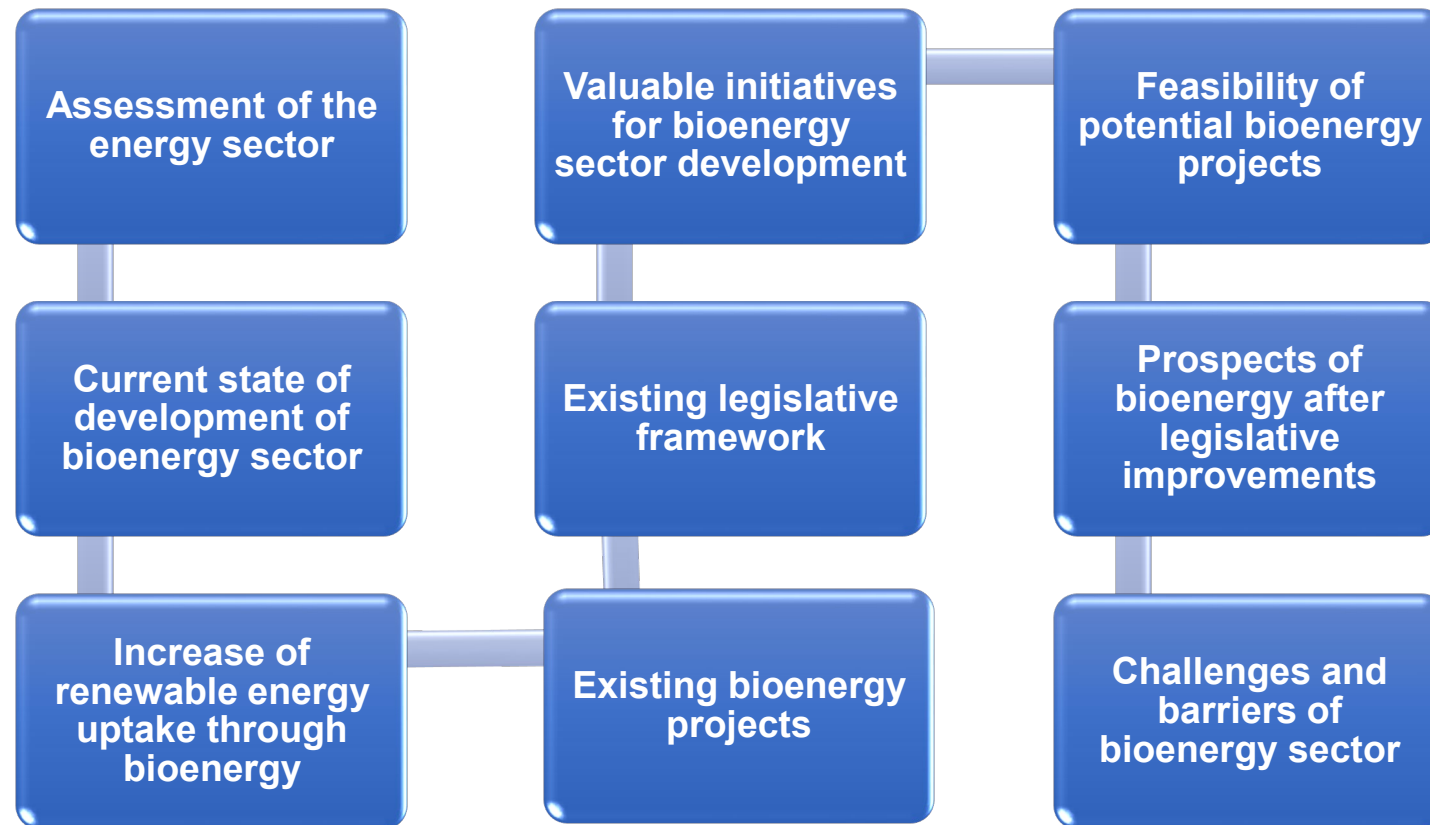 Assessment of the
energy sector
Current state of
development of
bioenergy sector
Increase of
renewable energy
uptake through
bioenergy
Existing bioenergy
projects
Existing legislative
framework
Valuable initiatives
for bioenergy
sector development
Feasibility of
potential bioenergy
projects
Prospects of
bioenergy after
legislative
improvements
Challenges and
barriers of
bioenergy sector